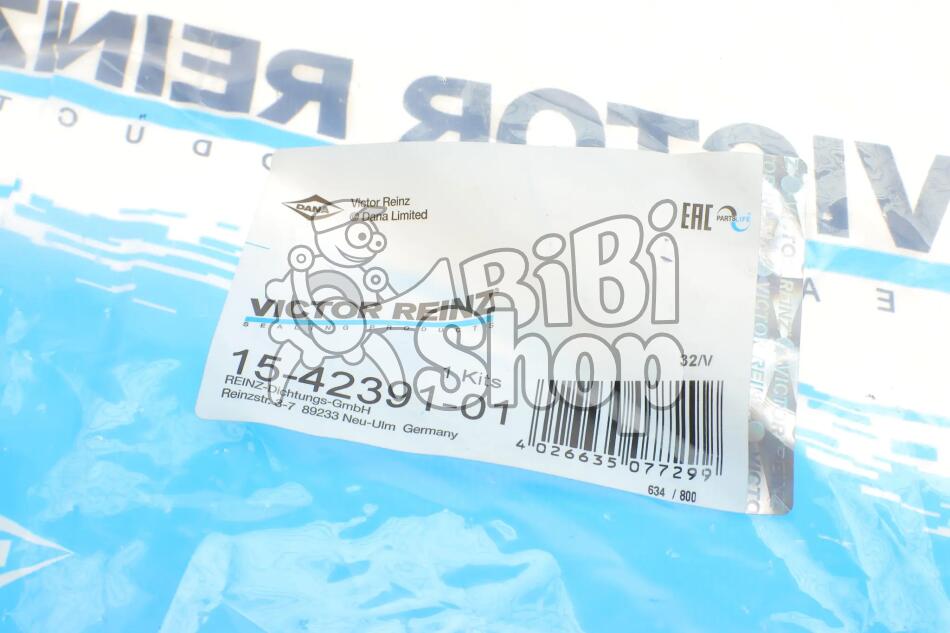 VICTOR REINZ
DANA
Victor Reinz
@ Dana Limited
EAC
PARTSLIFE
BiBi
Shop
VICTOR REINZ
SEALING PRODUCTS
32/V
1 Kits
15-42391-01
REINZ-Dichtungs-GmbH
Reinzstr. 3-7 89233 Neu-Ulm Germany
4 026635 077299
634 / 800